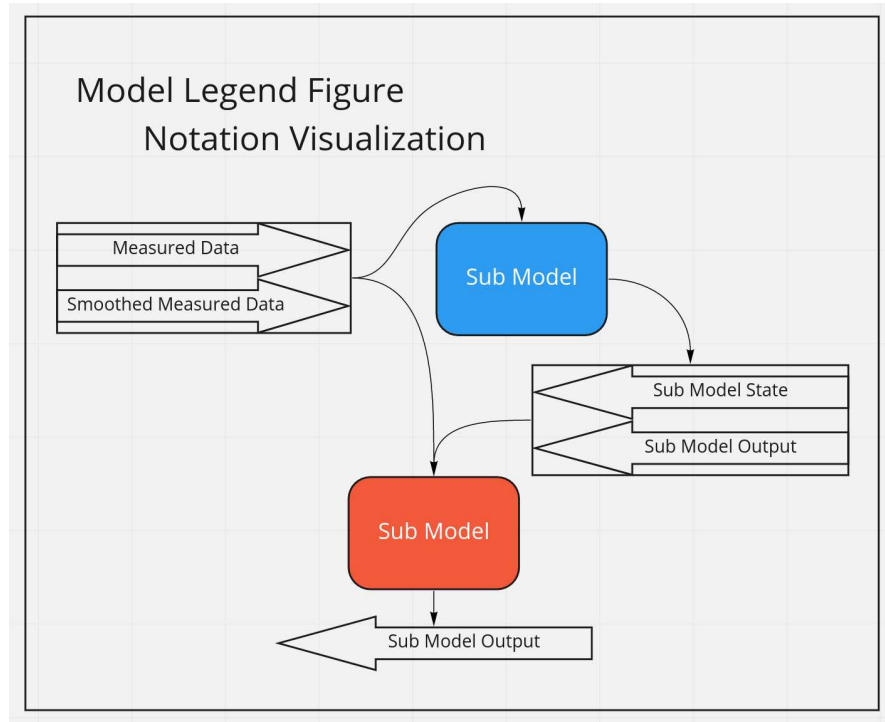 Model Legend Figure
Notation Visualization
Measured Data
Smoothed Measured Data
Sub Model
Sub Model State
Sub Model Output
Sub Model
Sub Model Output